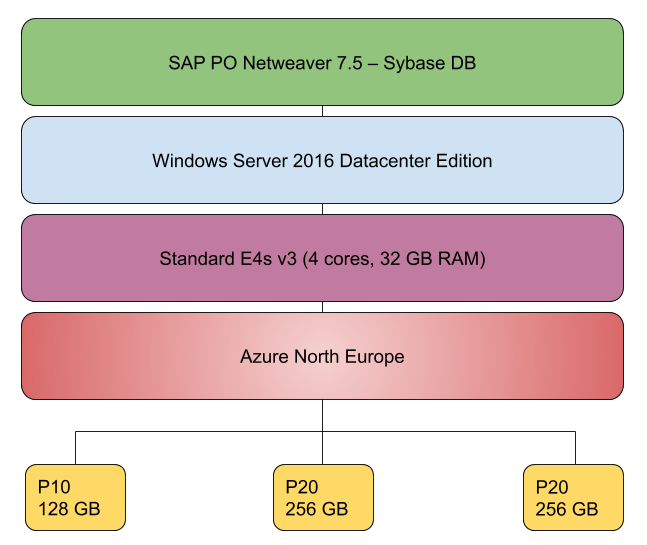 SAP PO Netweaver 7.5 – Sybase DB
Windows Server 2016 Datacenter Edition
Standard E4s v3 (4 cores, 32 GB RAM)
Azure North Europe
P10
128 GB
P20
256 GB
P20
256 GB